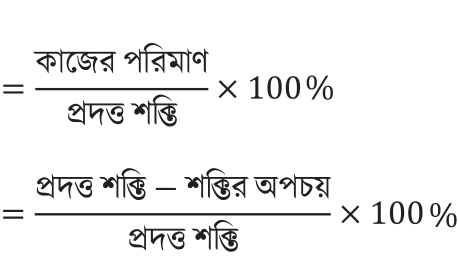 = কাজের পরিমাণ / প্রদত্ত শক্তি × 100%
= প্রদত্ত শক্তি − শক্তির অপচয় / প্রদত্ত শক্তি × 100%